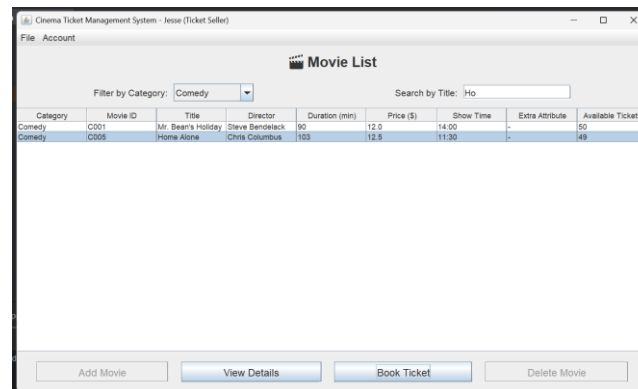 Cinema Ticket Management System - Jesse (Ticket Seller)
File Account
Movie List
Filter by Category: Comedy Search by Title: Ho
Category Movie ID Title Director Duration (min) Price ($) Show Time Extra Attribute Available Ticket
Comedy C001 Mr. Bean's Holiday Steve Bendelack 90 12.0 14:00 - 50
Comedy C005 Home Alone Chris Columbus 103 12.5 11:30 - 49
Add Movie View Details Book Ticket Delete Movie